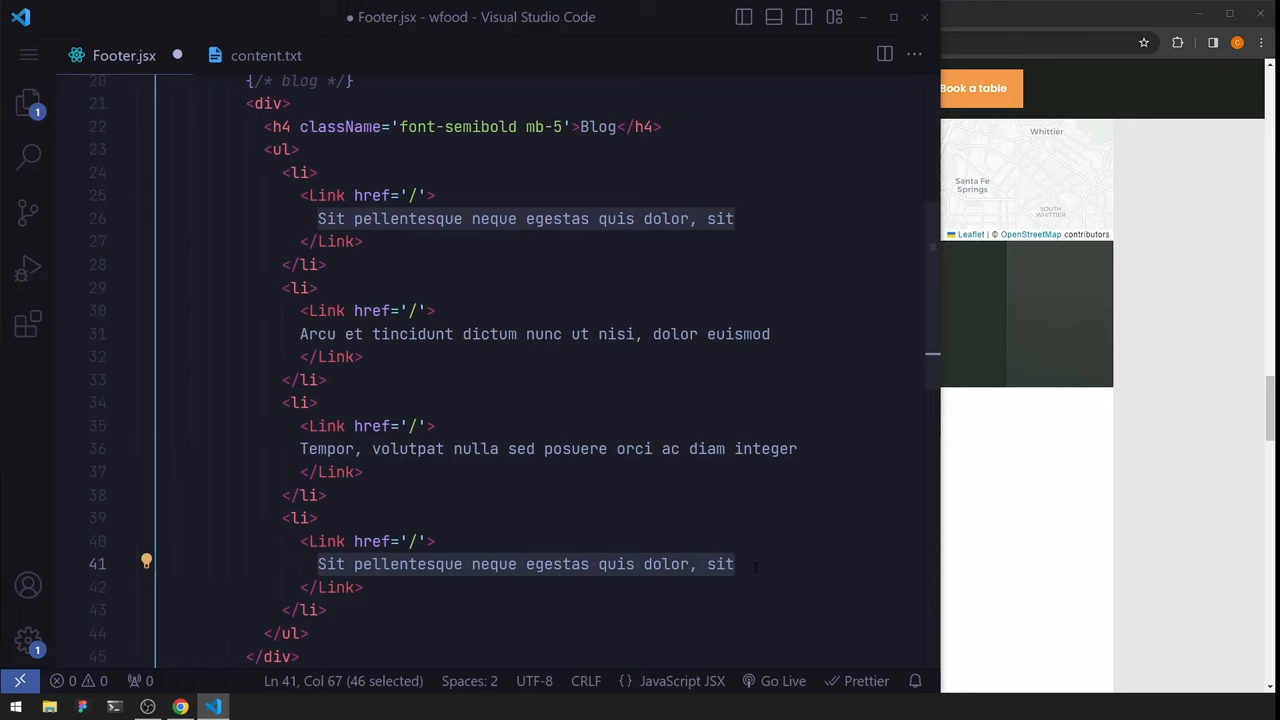 Footer.jsx - wfood - Visual Studio Code
Footer.jsx
content.txt
20 {/* blog */}
21 <div>
22 <h4 className='font-semibold mb-5'>Blog</h4>
23 <ul>
24 <li>
25 <Link href='/'>
26 Sit pellentesque neque egestas quis dolor, sit
27 </Link>
28 </li>
29 <li>
30 <Link href='/'>
31 Arcu et tincidunt dictum nunc ut nisi, dolor euismod
32 </Link>
33 </li>
34 <li>
35 <Link href='/'>
36 Tempor, volutpat nulla sed posuere orci ac diam integer
37 </Link>
38 </li>
39 <li>
40 <Link href='/'>
41 Sit pellentesque neque egestas quis dolor, sit
42 </Link>
43 </li>
44 </ul>
45 </div>
1
1
0 0 0 Ln 41, Col 67 (46 selected) Spaces: 2 UTF-8 CRLF {} JavaScript JSX Go Live Prettier
C
Book a table
Whittier
Santa Fe
Springs
SOUTH
WHITTIER
Leaflet | © OpenStreetMap contributors